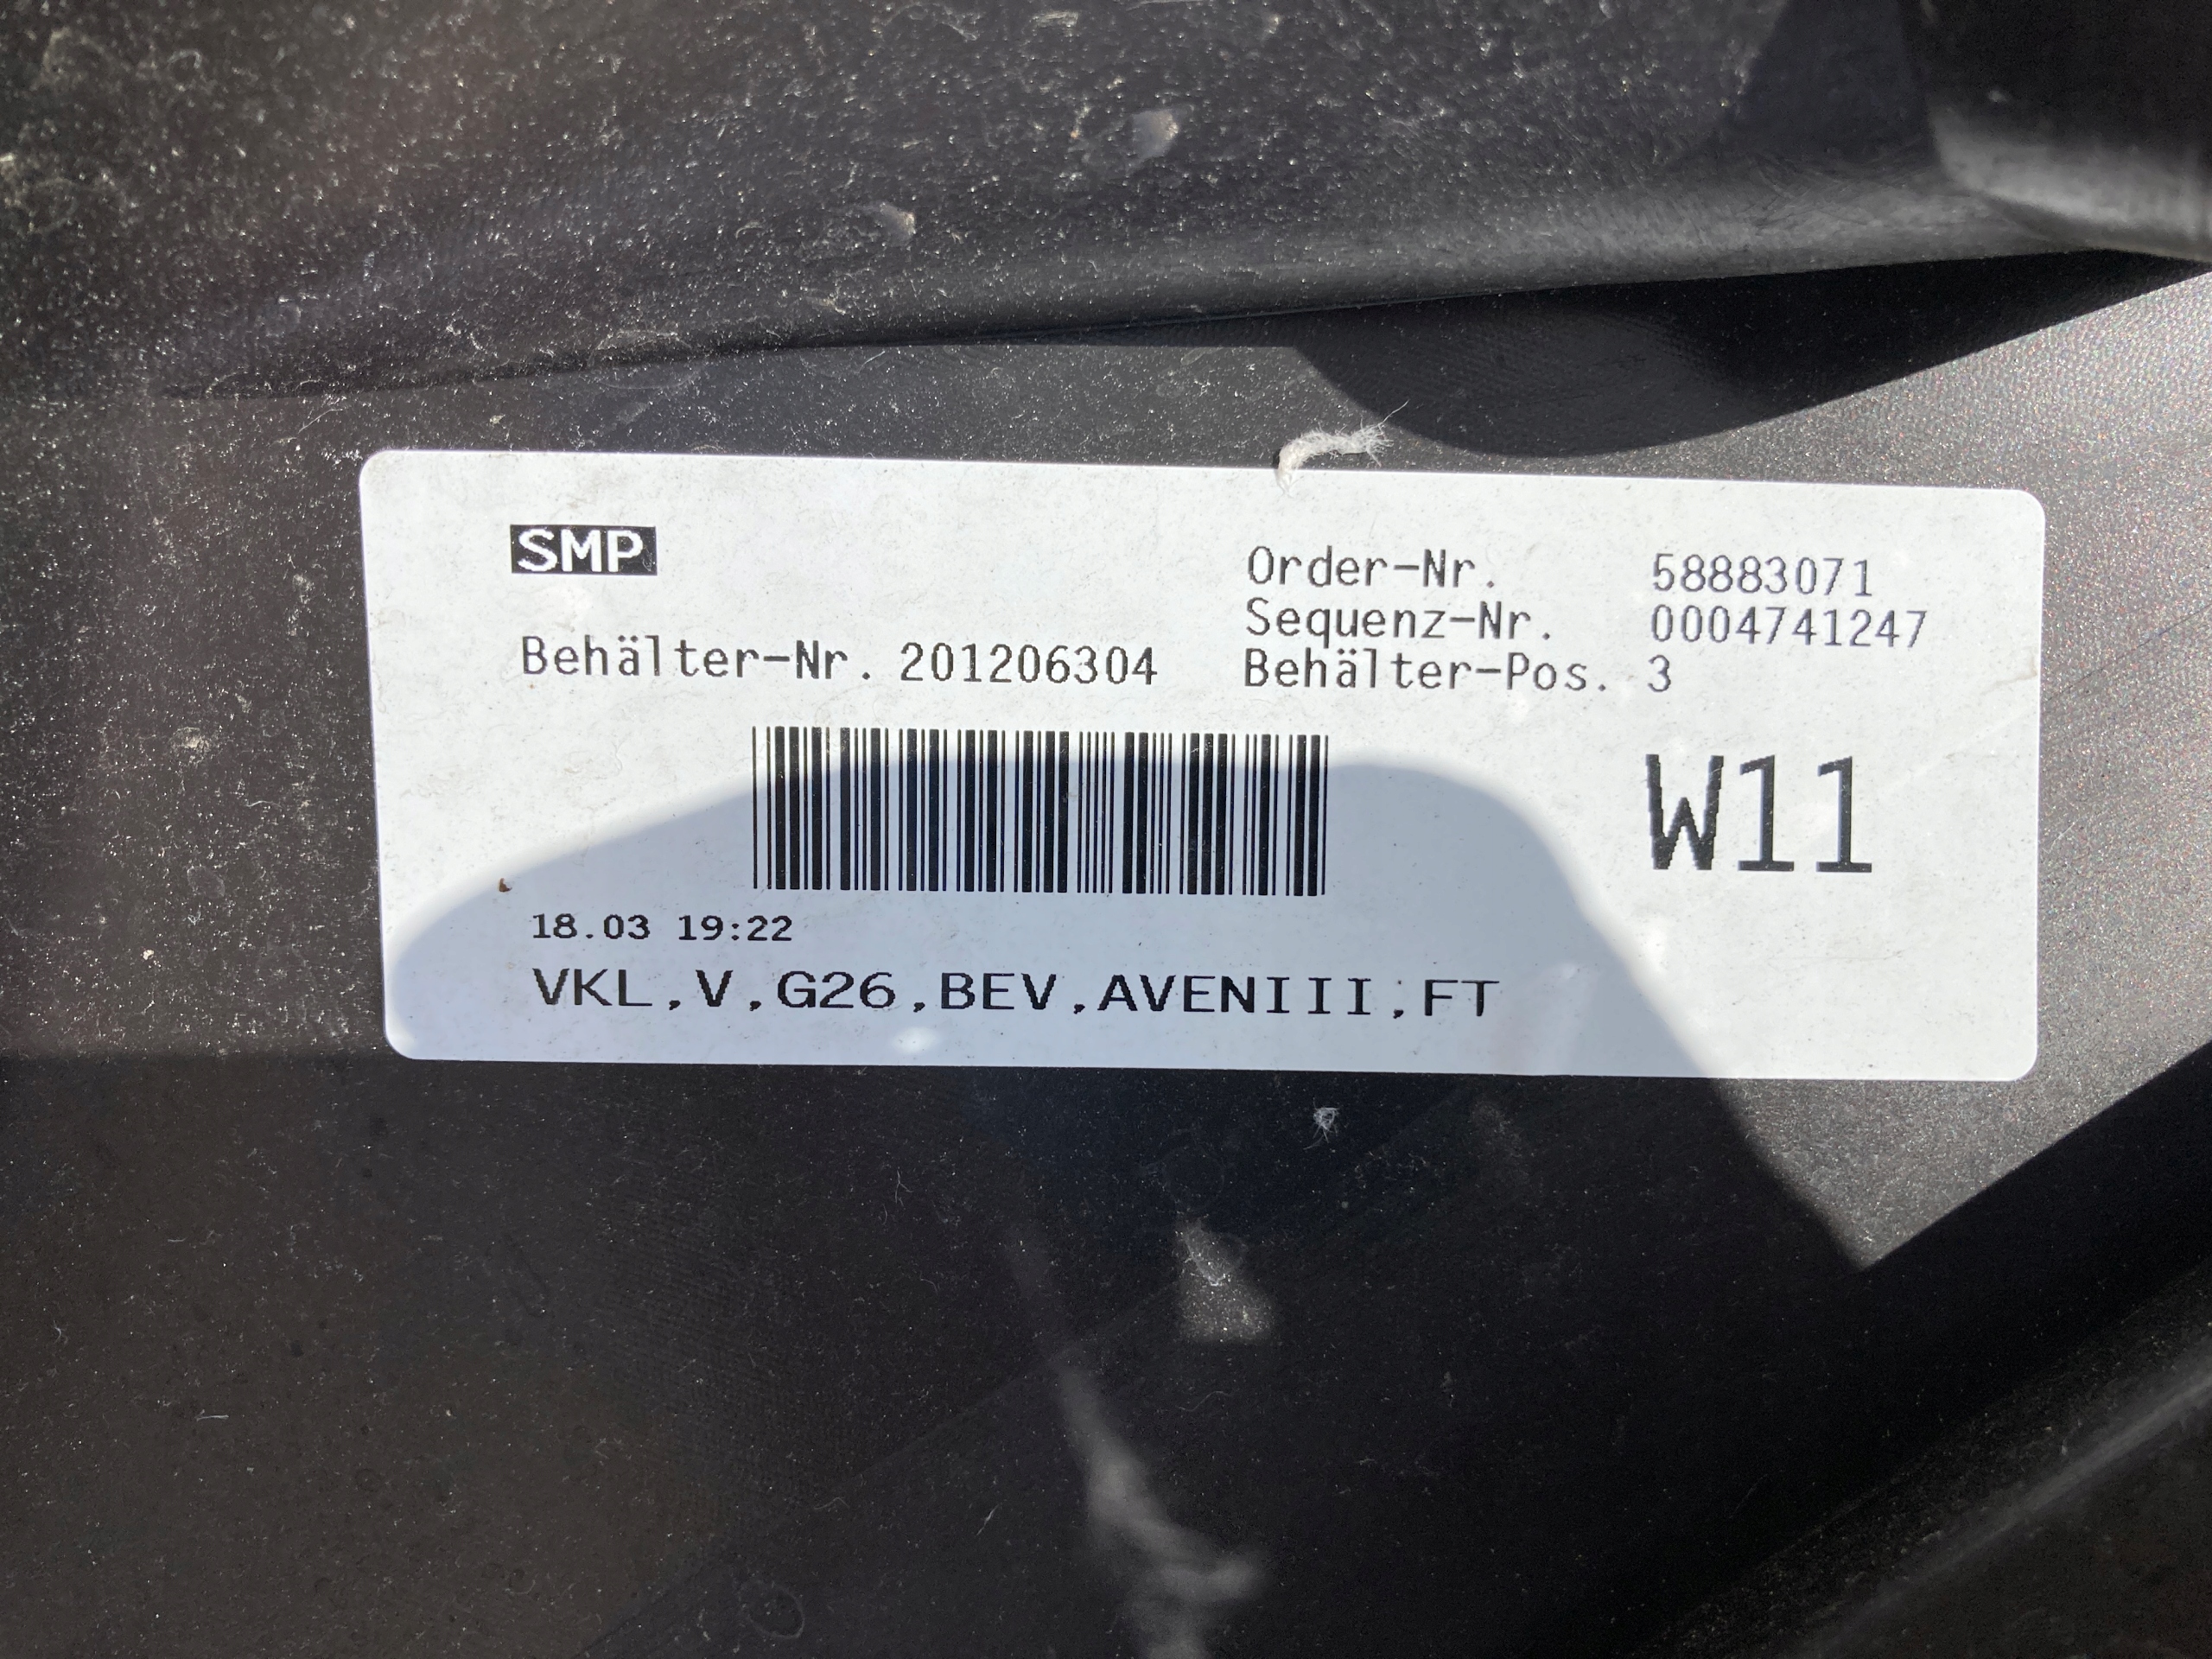 SMP
Order-Nr. 58883071
Sequenz-Nr. 0004741247
Behälter-Nr. 201206304
Behälter-Pos. 3
W11
18.03 19:22
VKL,V,G26,BEV,AVENIII,FT